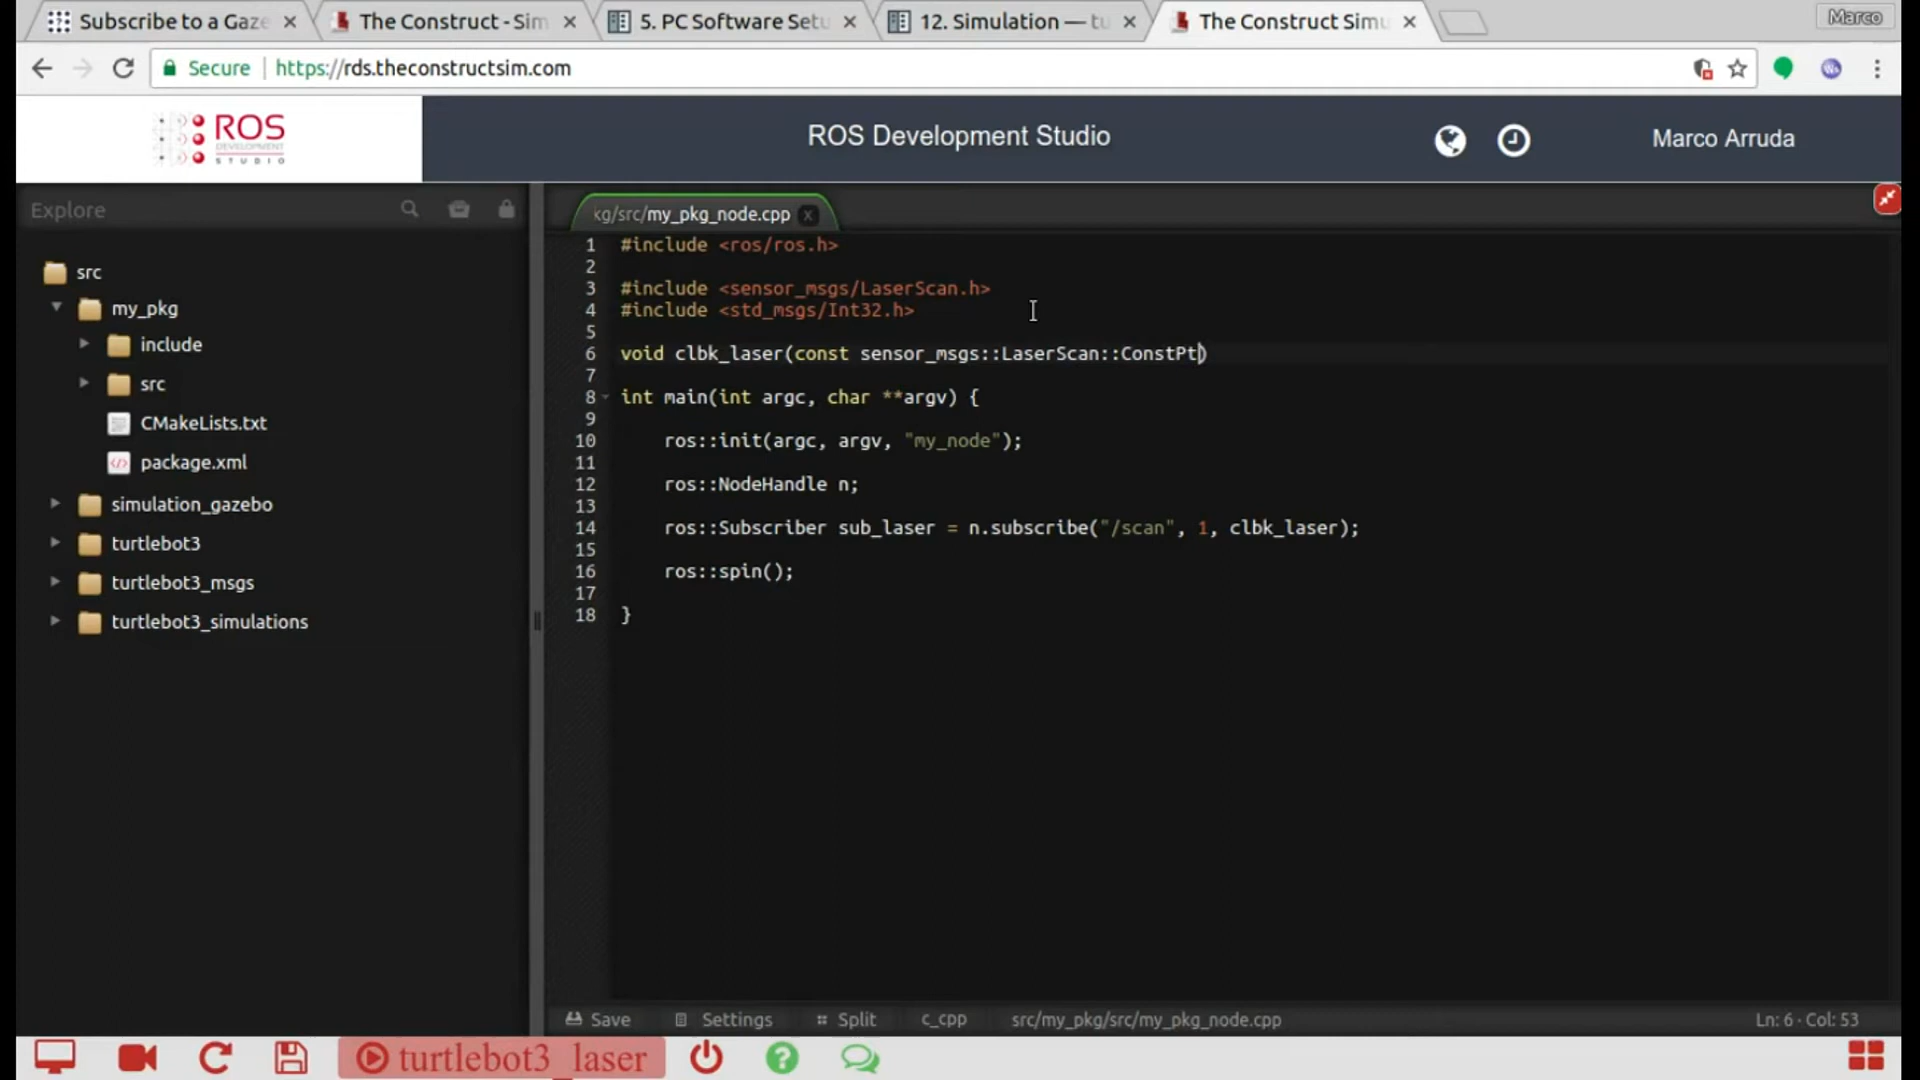 Subscribe to a Gaze
The Construct - Sim
5. PC Software Setu
12. Simulation — tu
The Construct Simu
Marco
Secure
https://rds.theconstructsim.com
ROS
DEVELOPMENT
STUDIO
ROS Development Studio
Marco Arruda
Explore
src
my_pkg
include
src
CMakeLists.txt
package.xml
simulation_gazebo
turtlebot3
turtlebot3_msgs
turtlebot3_simulations
kg/src/my_pkg_node.cpp x
1 #include <ros/ros.h>
2
3 #include <sensor_msgs/LaserScan.h>
4 #include <std_msgs/Int32.h>
5
6 void clbk_laser(const sensor_msgs::LaserScan::ConstPt)
7
8 int main(int argc, char **argv) {
9
10 ros::init(argc, argv, "my_node");
11
12 ros::NodeHandle n;
13
14 ros::Subscriber sub_laser = n.subscribe("/scan", 1, clbk_laser);
15
16 ros::spin();
17
18 }
Save
Settings
Split
c_cpp
src/my_pkg/src/my_pkg_node.cpp
Ln: 6 · Col: 53
turtlebot3_laser
?